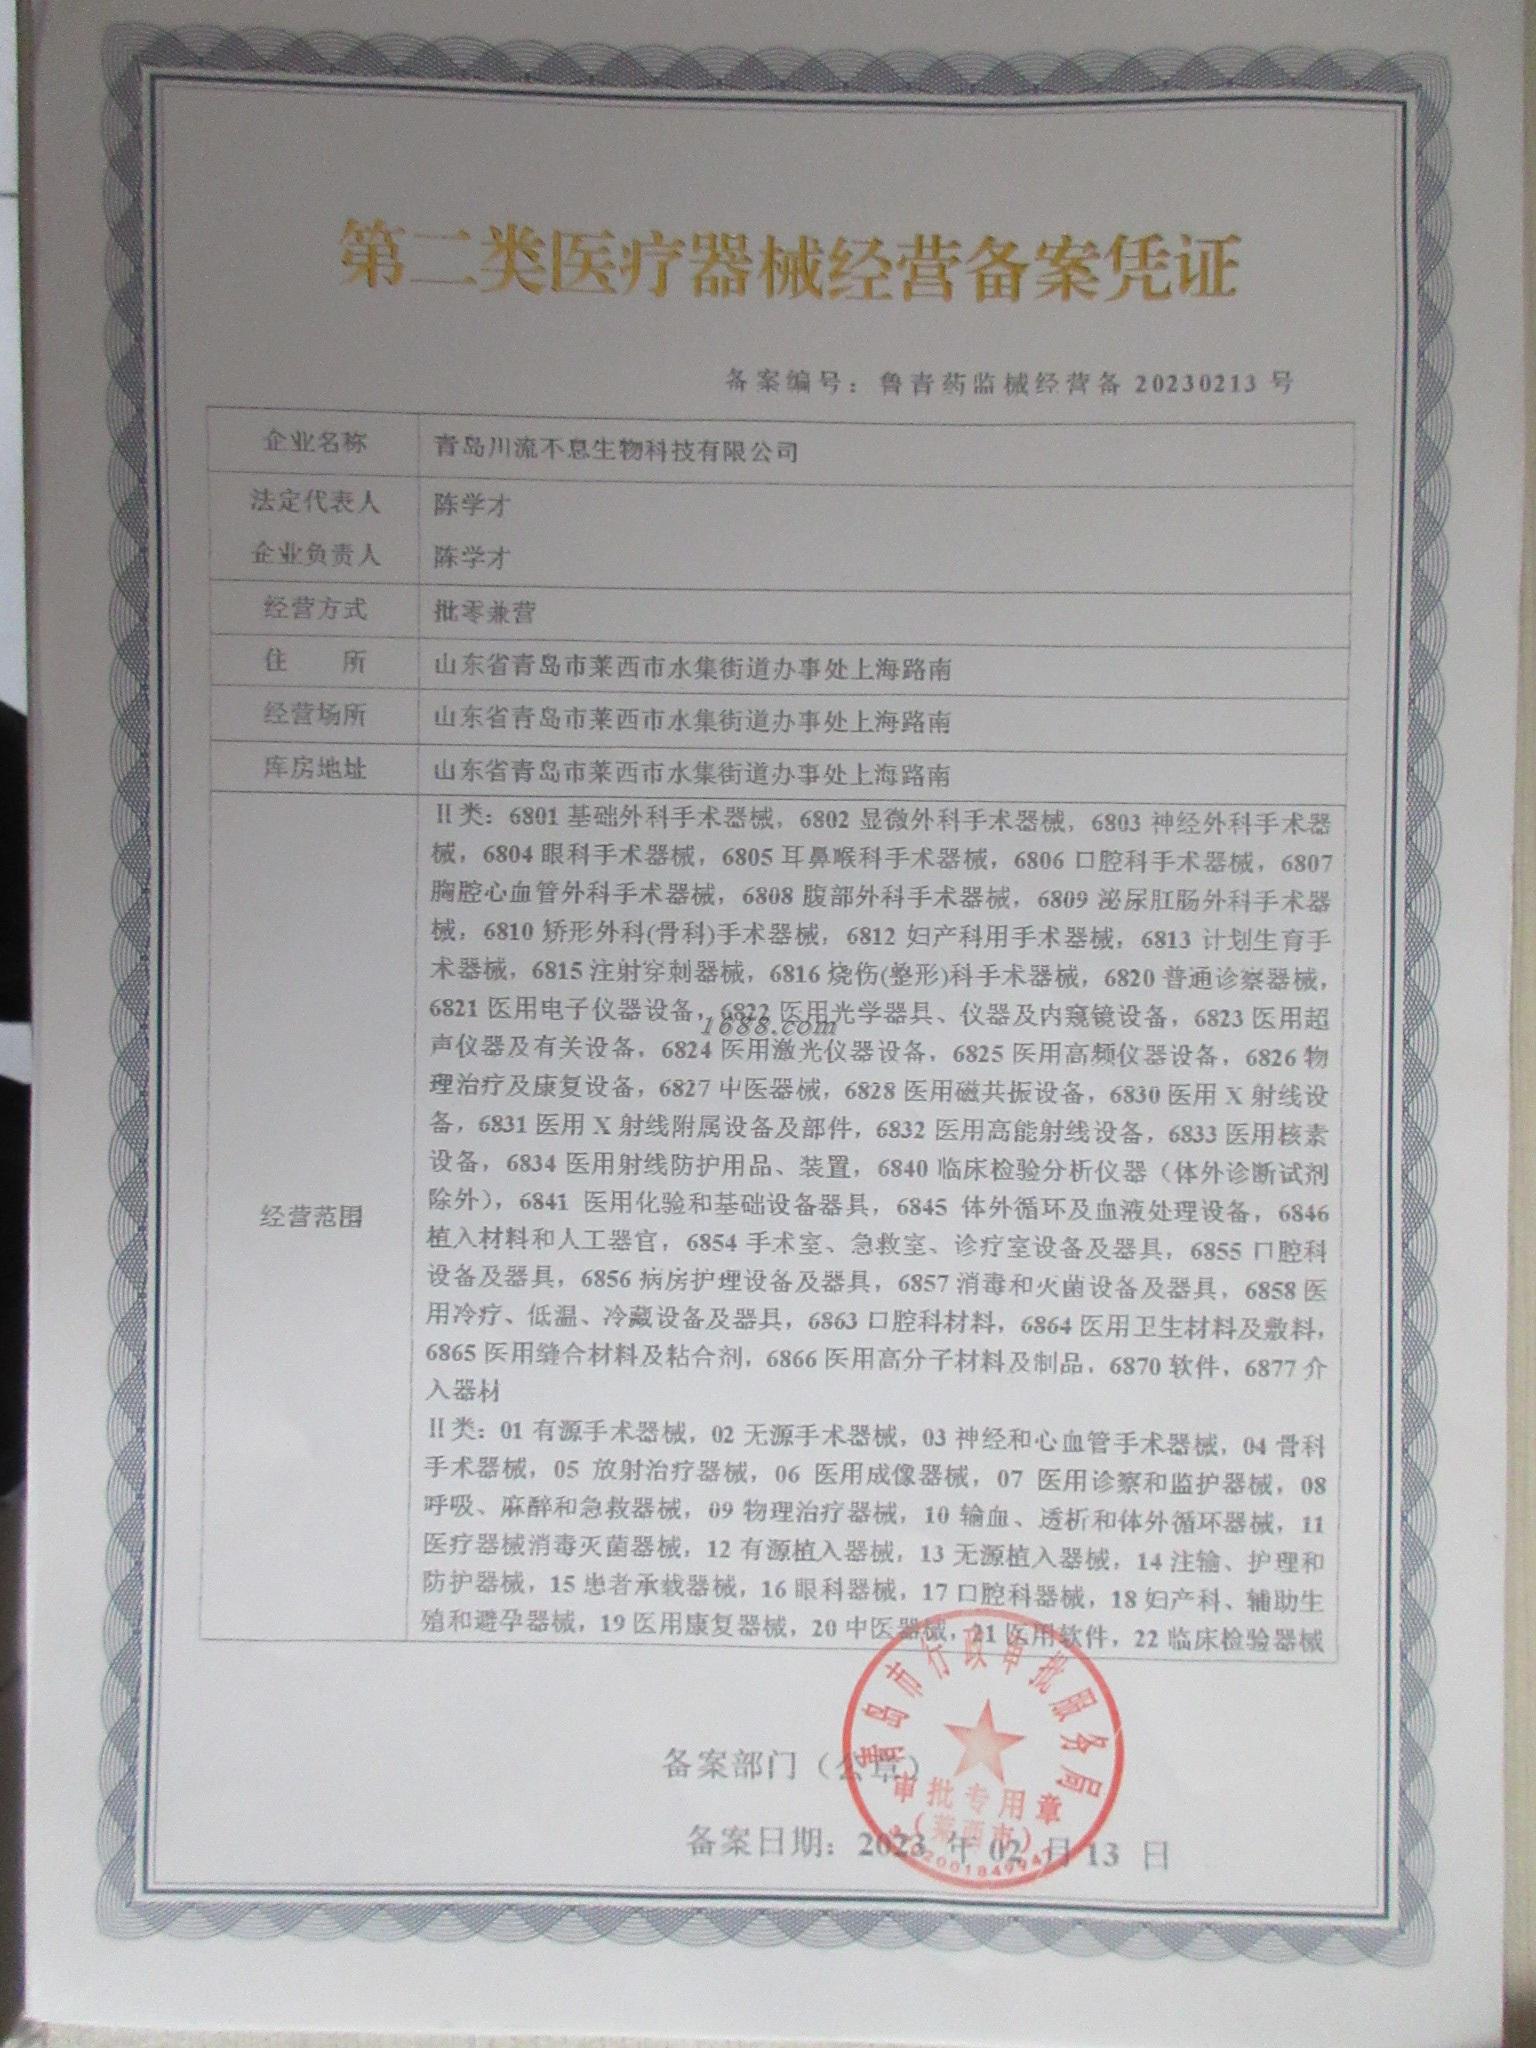 第二类医疗器械经营备案凭证
备案编号：鲁青药监械经营备 20230213 号
企业名称 青岛川流不息生物科技有限公司
法定代表人 陈学才
企业负责人 陈学才
经营方式 批零兼营
住 所 山东省青岛市莱西市水集街道办事处上海路南
经营场所 山东省青岛市莱西市水集街道办事处上海路南
库房地址 山东省青岛市莱西市水集街道办事处上海路南
经营范围
Ⅱ类：6801 基础外科手术器械，6802 显微外科手术器械，6803 神经外科手术器
械，6804 眼科手术器械，6805 耳鼻喉科手术器械，6806 口腔科手术器械，6807
胸腔心血管外科手术器械，6808 腹部外科手术器械，6809 泌尿肛肠外科手术器
械，6810 矫形外科(骨科)手术器械，6812 妇产科用手术器械，6813 计划生育手
术器械，6815 注射穿刺器械，6816 烧伤(整形)科手术器械，6820 普通诊察器械，
6821 医用电子仪器设备，6822 医用光学器具、仪器及内窥镜设备，6823 医用超
声仪器及有关设备，6824 医用激光仪器设备，6825 医用高频仪器设备，6826 物
理治疗及康复设备，6827 中医器械，6828 医用磁共振设备，6830 医用 X 射线设
备，6831 医用 X 射线附属设备及部件，6832 医用高能射线设备，6833 医用核素
设备，6834 医用射线防护用品、装置，6840 临床检验分析仪器（体外诊断试剂
除外），6841 医用化验和基础设备器具，6845 体外循环及血液处理设备，6846
植入材料和人工器官，6854 手术室、急救室、诊疗室设备及器具，6855 口腔科
设备及器具，6856 病房护理设备及器具，6857 消毒和灭菌设备及器具，6858 医
用冷疗、低温、冷藏设备及器具，6863 口腔科材料，6864 医用卫生材料及敷料，
6865 医用缝合材料及粘合剂，6866 医用高分子材料及制品，6870 软件，6877 介
入器材
Ⅱ类：01 有源手术器械，02 无源手术器械，03 神经和心血管手术器械，04 骨科
手术器械，05 放射治疗器械，06 医用成像器械，07 医用诊察和监护器械，08
呼吸、麻醉和急救器械，09 物理治疗器械，10 输血、透析和体外循环器械，11
医疗器械消毒灭菌器械，12 有源植入器械，13 无源植入器械，14 注输、护理和
防护器械，15 患者承载器械，16 眼科器械，17 口腔科器械，18 妇产科、辅助生
殖和避孕器械，19 医用康复器械，20 中医器械，21 医用软件，22 临床检验器械
1688.com
青岛市行政审批服务局
审批专用章
（莱西市）
备案部门（公章）
备案日期：2023 年 02 月 13 日